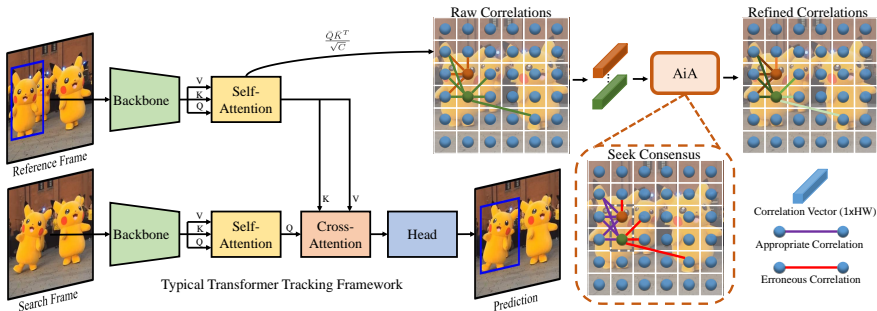 Raw Correlations
Refined Correlations
Q̄K̄ᵀ
√C
Backbone
V
K
Q
Self-
Attention
AiA
Reference Frame
Seek Consensus
K
V
Backbone
V
K
Q
Self-
Attention
Q
Cross-
Attention
Head
Correlation Vector (1xHW)
Appropriate Correlation
Erroneous Correlation
Search Frame
Typical Transformer Tracking Framework
Prediction